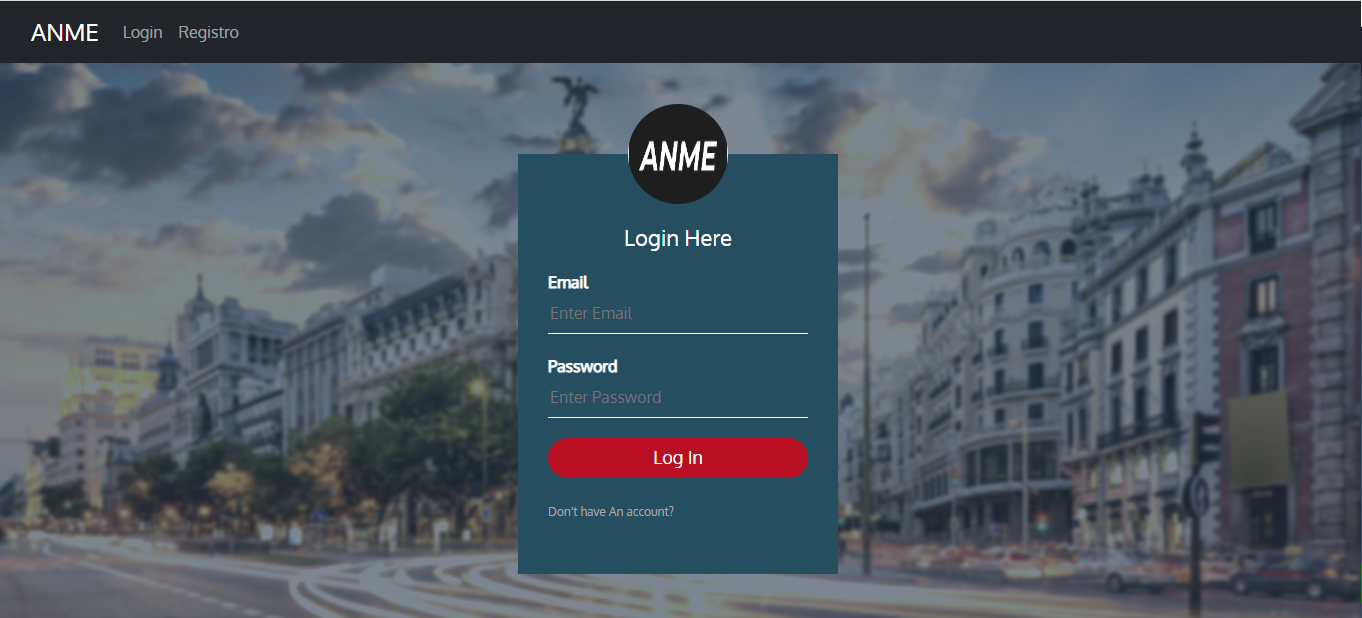 ANME Login Registro
ANME
Login Here
Email
Enter Email
Password
Enter Password
Log In
Don't have An account?